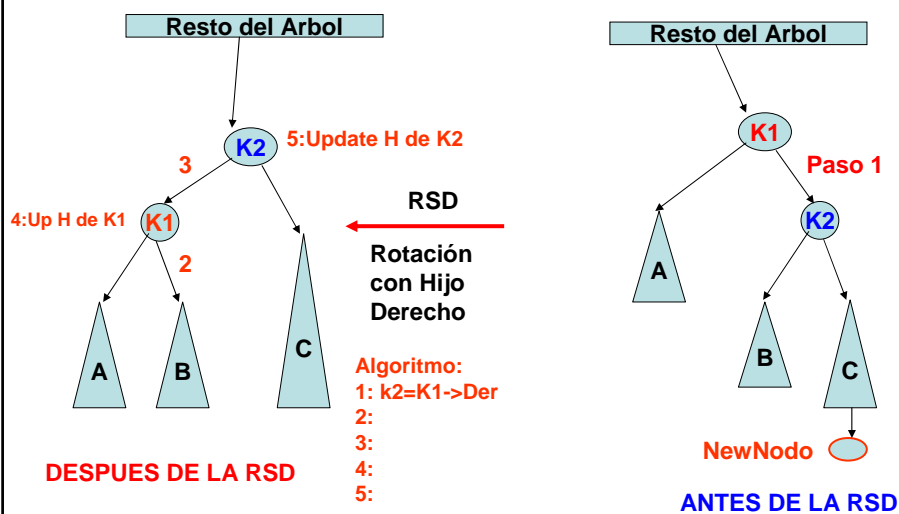 Resto del Arbol
K2
5:Update H de K2
3
4:Up H de K1
K1
2
A
B
C
DESPUES DE LA RSD
RSD
Rotación
con Hijo
Derecho
Algoritmo:
1: k2=K1->Der
2:
3:
4:
5:
Resto del Arbol
K1
Paso 1
K2
A
B
C
NewNodo
ANTES DE LA RSD